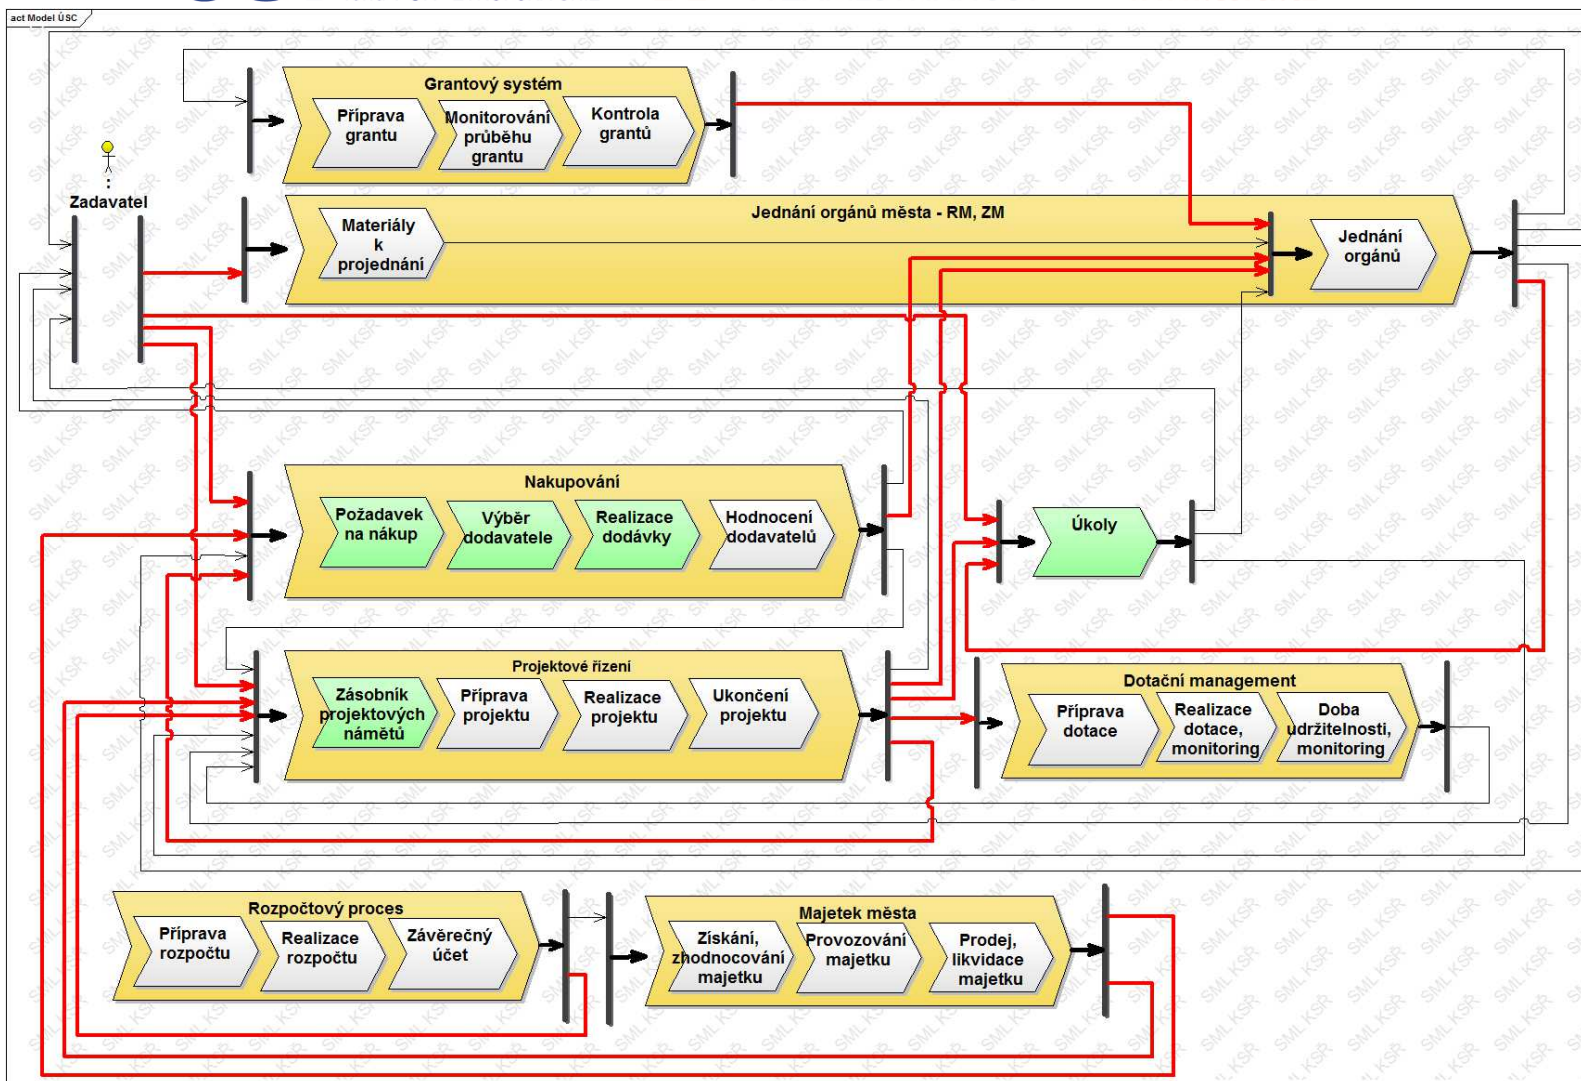 act Model ÚSC
Grantový systém
Příprava
grantu
Monitorování
průběhu
grantu
Kontrola
grantů
:
Zadavatel
Jednání orgánů města - RM, ZM
Materiály
k
projednání
Jednání
orgánů
Nakupování
Požadavek
na nákup
Výběr
dodavatele
Realizace
dodávky
Hodnocení
dodavatelů
Úkoly
Projektové řízení
Zásobník
projektových
námětů
Příprava
projektu
Realizace
projektu
Ukončení
projektu
Dotační management
Příprava
dotace
Realizace
dotace,
monitoring
Doba
udržitelnosti,
monitoring
Rozpočtový proces
Příprava
rozpočtu
Realizace
rozpočtu
Závěrečný
účet
Majetek města
Získání,
zhodnocování
majetku
Provozování
majetku
Prodej,
likvidace
majetku
SML KSŘ